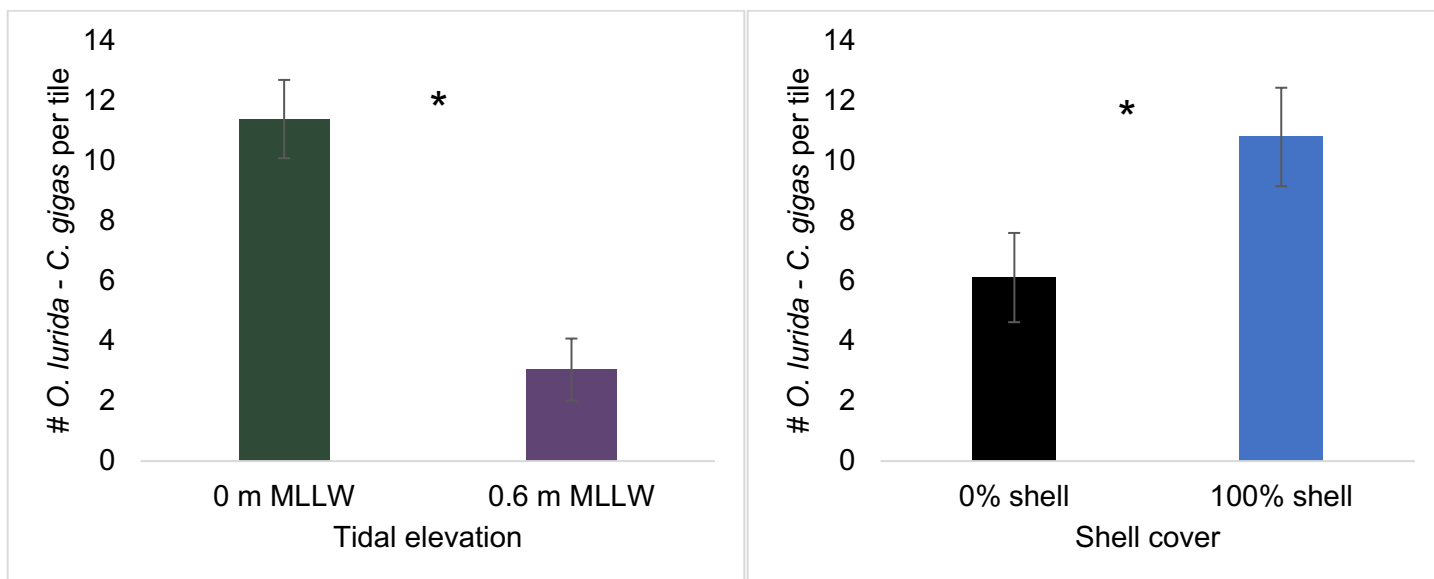 # O. lurida - C. gigas per tile
14
12
10
8
6
4
2
0
*
0 m MLLW
0.6 m MLLW
Tidal elevation
# O. lurida - C. gigas per tile
14
12
10
8
6
4
2
0
*
0% shell
100% shell
Shell cover